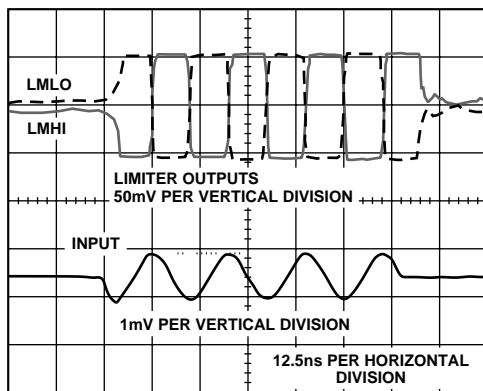 LMLO
LMHI
LIMITER OUTPUTS
50mV PER VERTICAL DIVISION
INPUT
1mV PER VERTICAL DIVISION
12.5ns PER HORIZONTAL
DIVISION